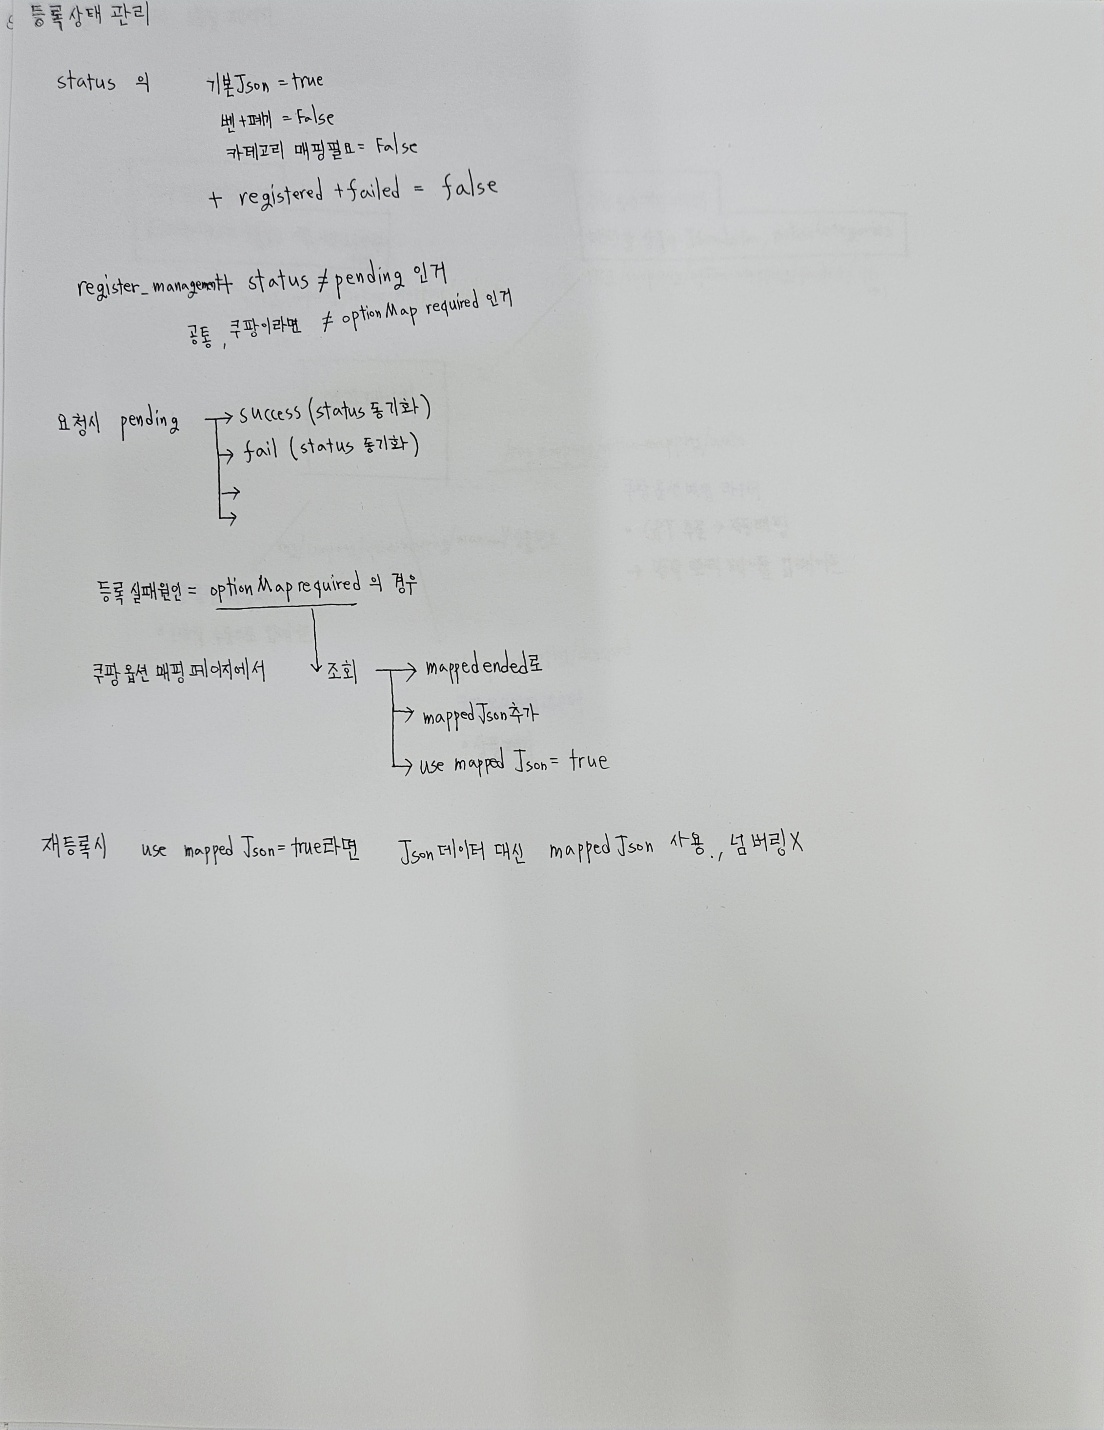 등록상태 관리
status 의 기본Json = true
벤+폐기 = False
카테고리 매핑필요 = False
+ registered + failed = false
register_management status ≠ pending 인거
공통, 쿠팡이라면 ≠ optionMap required 인거
요청시 pending → success (status 동기화)
→ fail (status 동기화)
→
→
등록 실패원인 = optionMap required 의 경우
쿠팡 옵션 매핑 페이지에서 조회 → mapped ended로
→ mapped Json 추가
→ use mapped Json = true
재등록시 use mapped Json = true라면 Json 데이터 대신 mapped Json 사용., 넘버링X